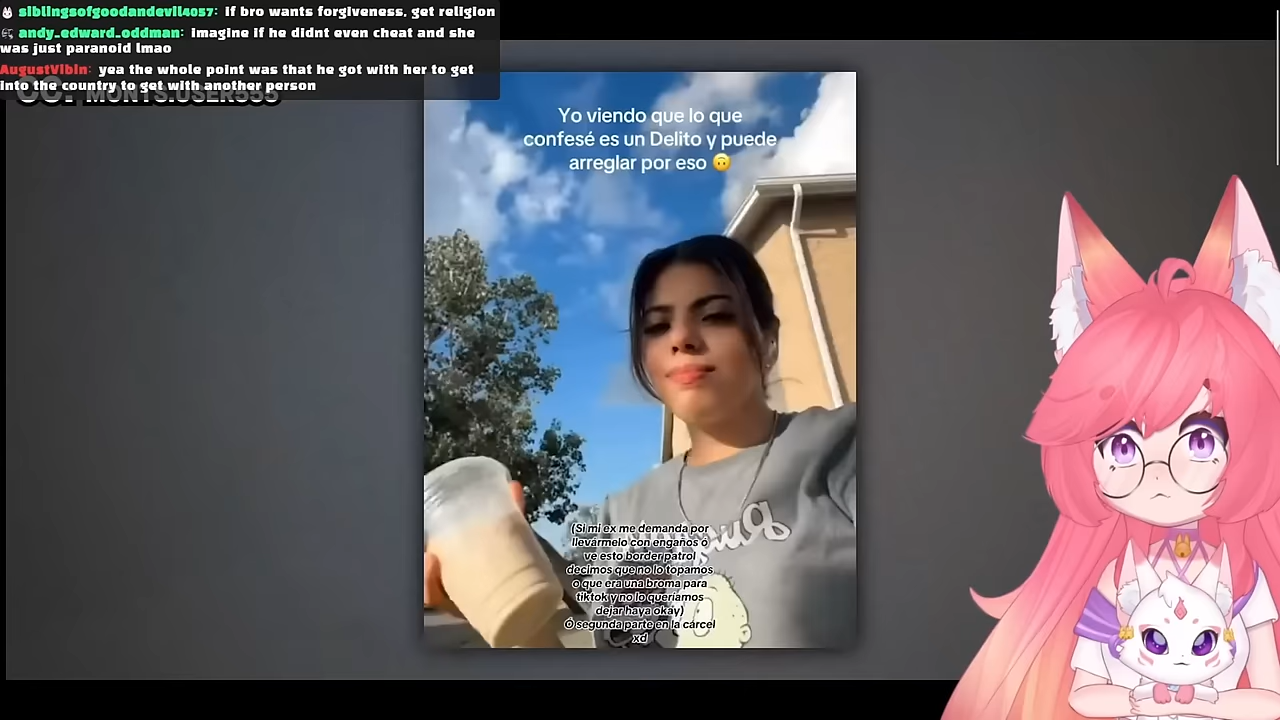 siblingsofgoodandevil4057: if bro wants forgiveness, get religion
andy_edward_oddman: imagine if he didnt even cheat and she
was just paranoid lmao
AugustVibin: yea the whole point was that he got with her to get
into the country to get with another person
CC: MONTS.USER555
Yo viendo que lo que
confesé es un Delito y puede
arreglar por eso 🙃
(Si mi ex me demanda por
llevármelo con engaños o
ve esto border patrol
decimos que no lo topamos
o que era una broma para
tiktok y no lo queríamos
dejar haya okay)
Ó segunda parte en la cárcel
xd